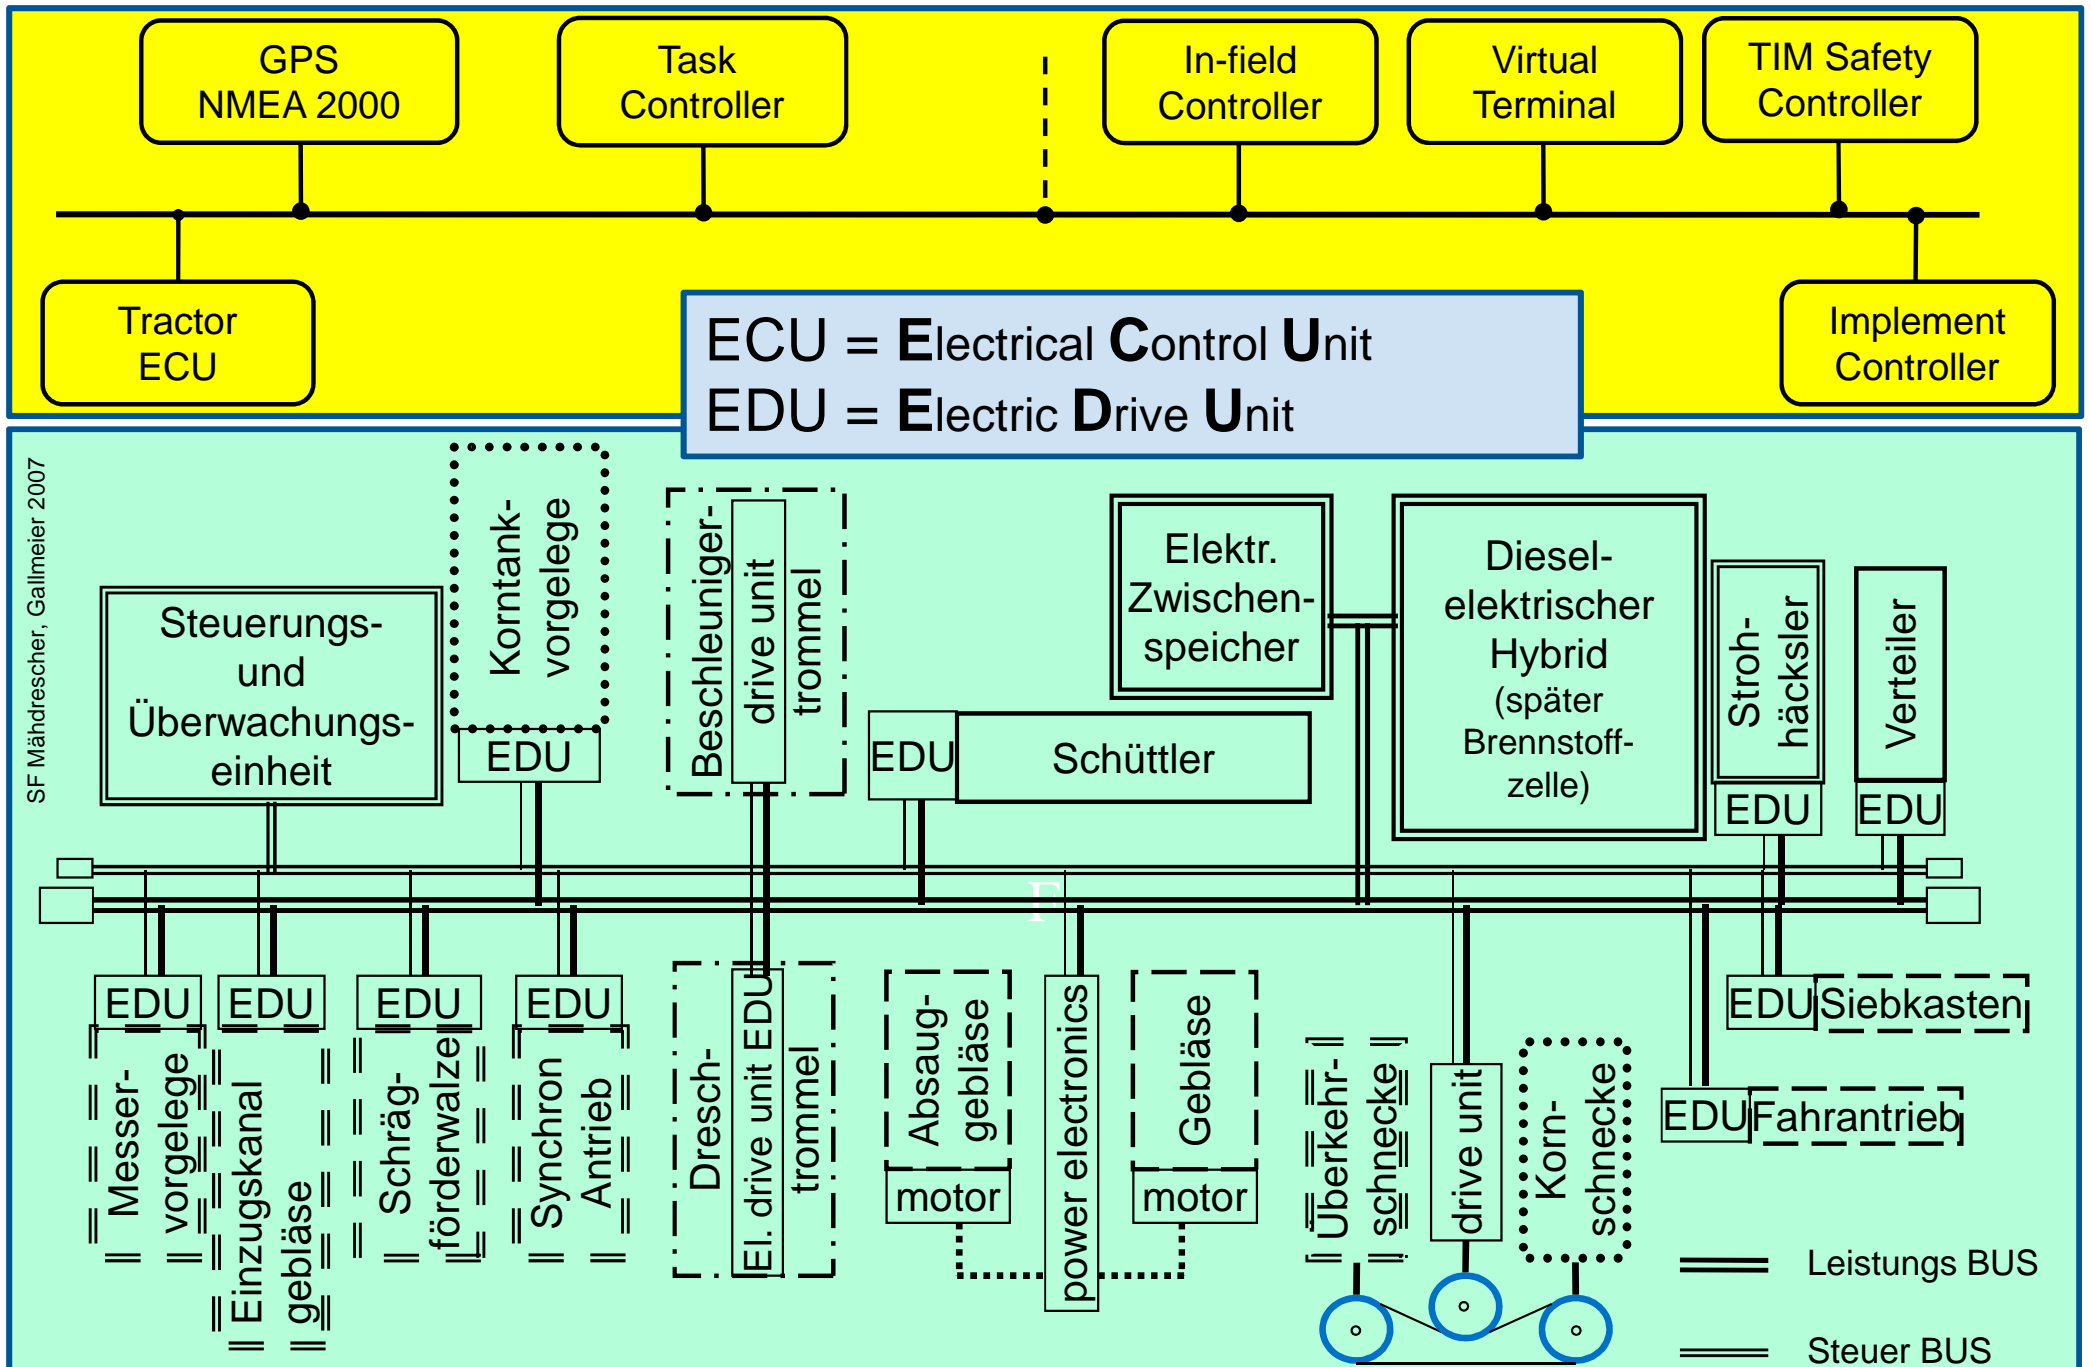 GPS
NMEA 2000
Task
Controller
In-field
Controller
Virtual
Terminal
TIM Safety
Controller
Tractor
ECU
Implement
Controller
ECU = Electrical Control Unit
EDU = Electric Drive Unit
SF Mähdrescher, Gallmeier 2007
Steuerungs-
und
Überwachungs-
einheit
Korntank-
vorgelege
EDU
Beschleuniger-
drive unit
trommel
EDU
Schüttler
Elektr.
Zwischen-
speicher
Diesel-
elektrischer
Hybrid
(später
Brennstoff-
zelle)
Stroh-
häcksler
EDU
Verteiler
EDU
F
EDU
Messer-
vorgelege
EDU
Einzugskanal
gebläse
EDU
Schräg-
förderwalze
EDU
Synchron
Antrieb
Dresch-
El. drive unit EDU
trommel
Absaug-
gebläse
motor
power electronics
Gebläse
motor
Überkehr-
schnecke
drive unit
Korn-
schnecke
EDU
Siebkasten
EDU
Fahrantrieb
Leistungs BUS
Steuer BUS